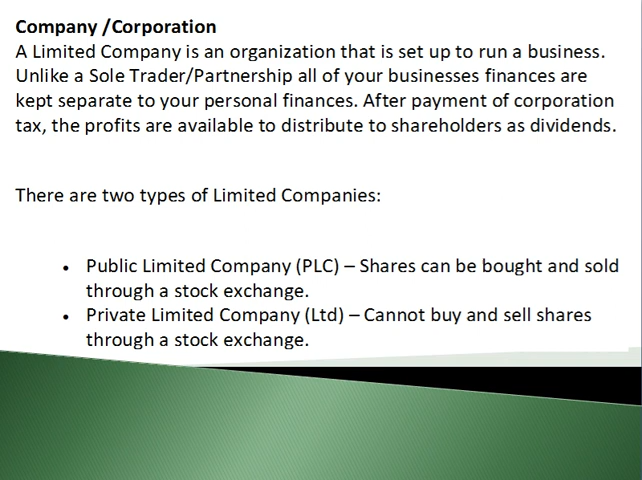 Company /Corporation
A Limited Company is an organization that is set up to run a business.
Unlike a Sole Trader/Partnership all of your businesses finances are
kept separate to your personal finances. After payment of corporation
tax, the profits are available to distribute to shareholders as dividends.
There are two types of Limited Companies:
• Public Limited Company (PLC) – Shares can be bought and sold
through a stock exchange.
• Private Limited Company (Ltd) – Cannot buy and sell shares
through a stock exchange.